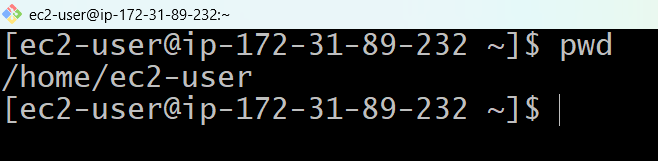 ec2-user@ip-172-31-89-232:~
[ec2-user@ip-172-31-89-232 ~]$ pwd
/home/ec2-user
[ec2-user@ip-172-31-89-232 ~]$